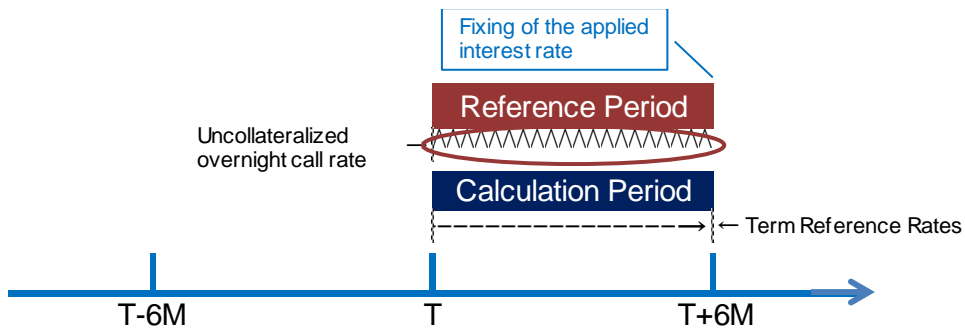 Fixing of the applied
interest rate
Reference Period
Uncollateralized
overnight call rate
Calculation Period
← Term Reference Rates
T-6M
T
T+6M